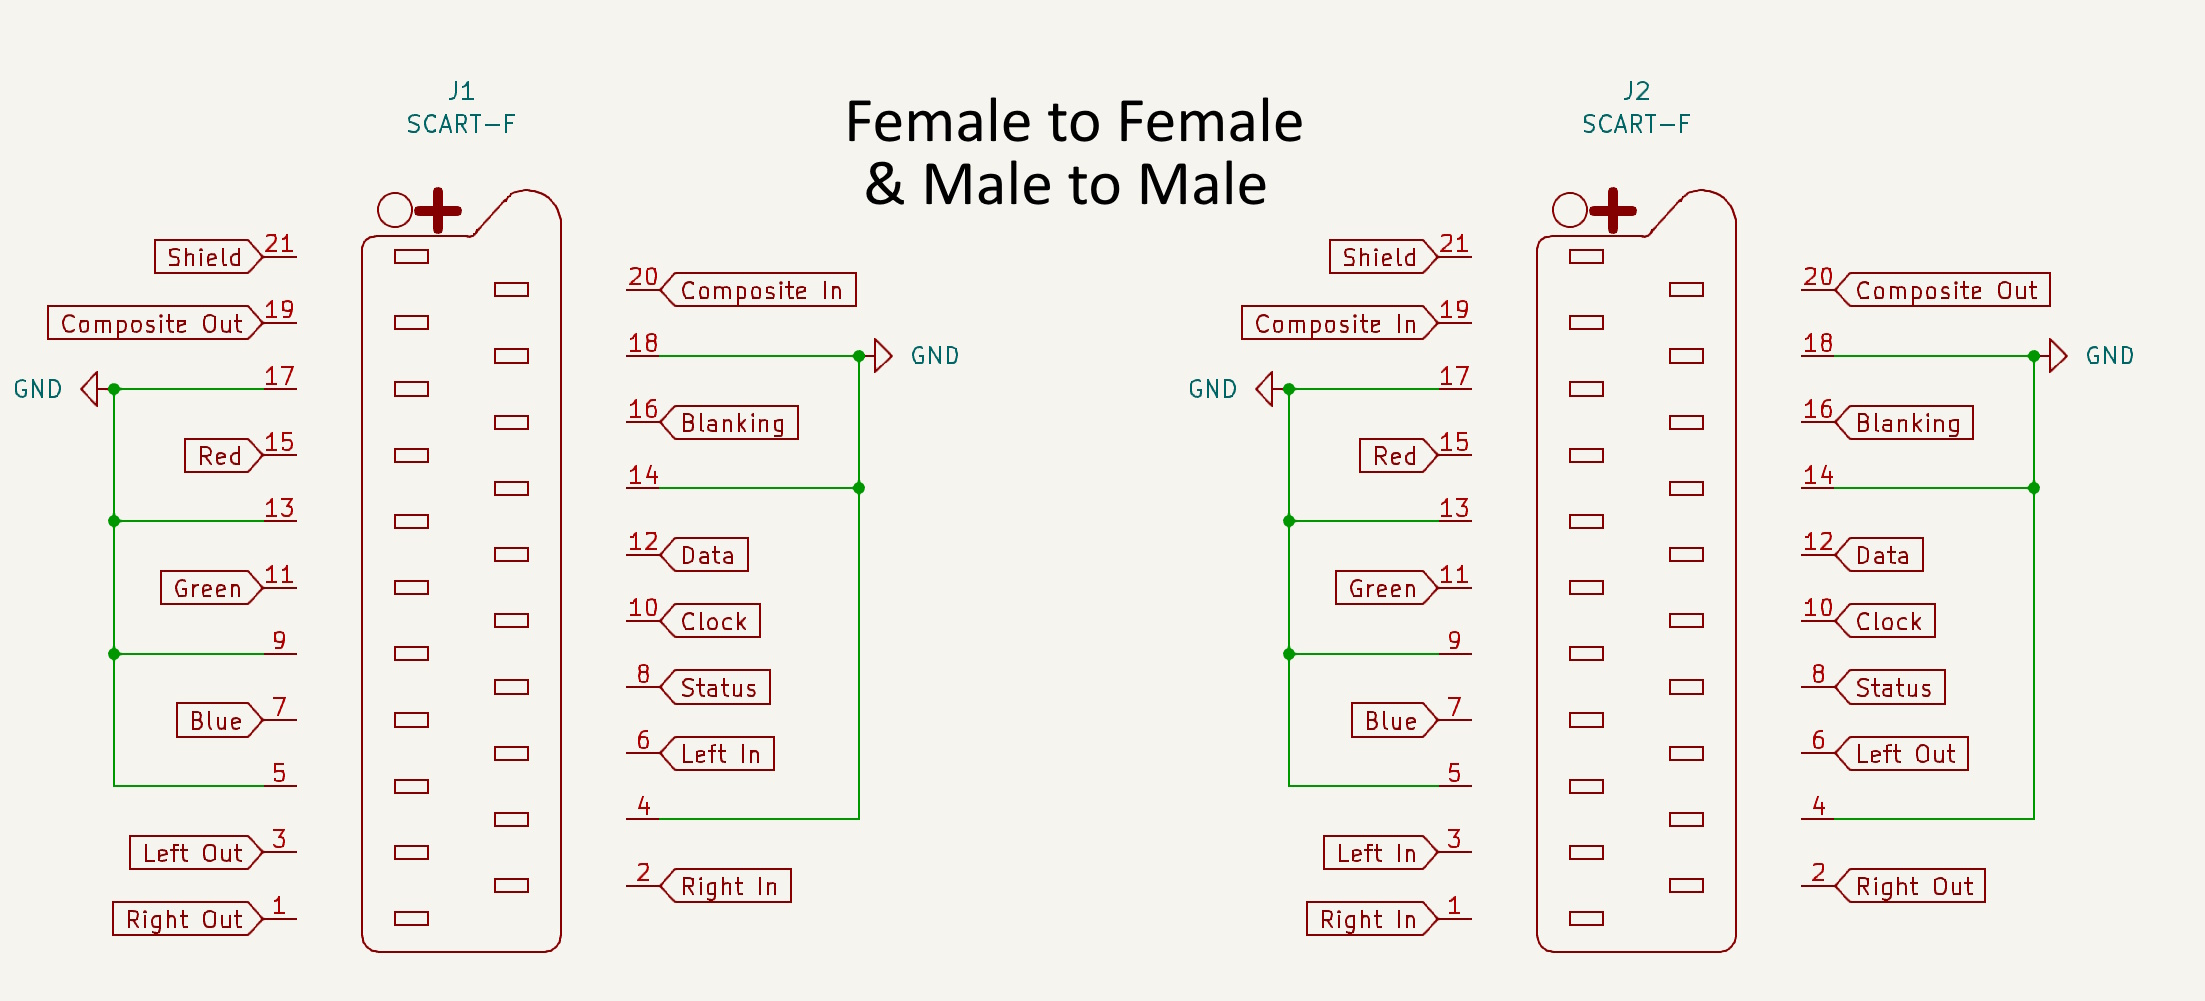 J1
SCART-F
Female to Female
& Male to Male
J2
SCART-F
Shield 21
20 Composite In
Composite Out 19
18 GND
GND 17
16 Blanking
Red 15
14
13
12 Data
Green 11
10 Clock
9
8 Status
Blue 7
6 Left In
5
4
Left Out 3
2 Right In
Right Out 1
Shield 21
20 Composite Out
Composite In 19
18 GND
GND 17
16 Blanking
Red 15
14
13
12 Data
Green 11
10 Clock
9
8 Status
Blue 7
6 Left Out
5
4
Left In 3
2 Right Out
Right In 1